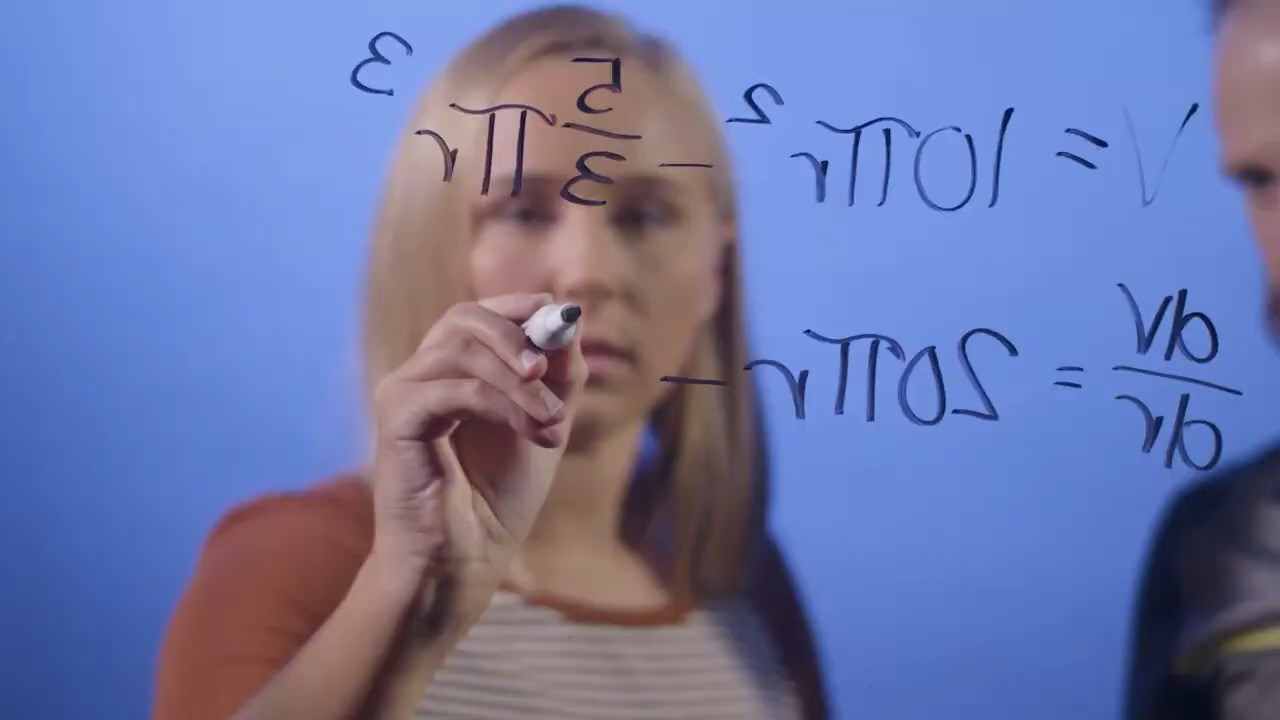 V = 10πr² - 5/3 πr³
dV/dr = 20πr -